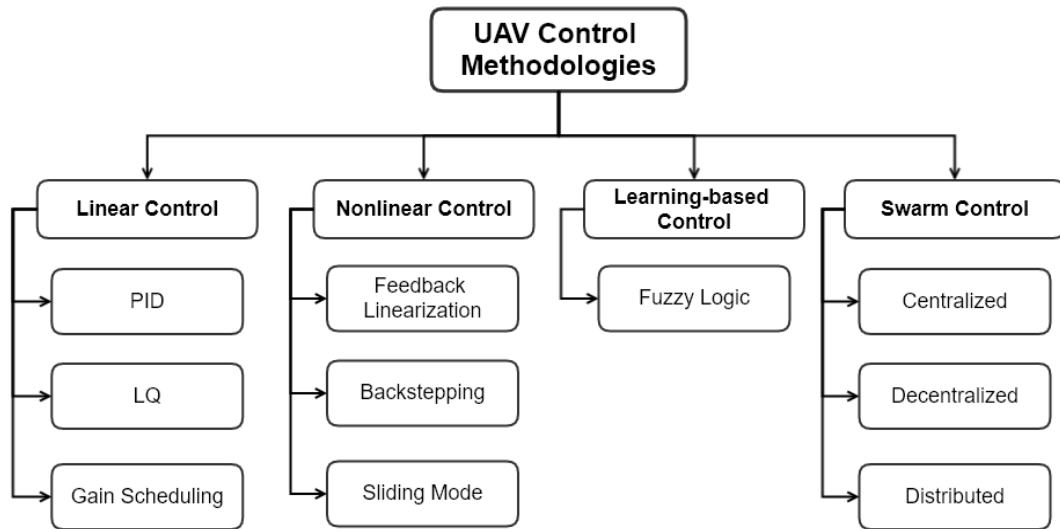 UAV Control
Methodologies
Linear Control
Nonlinear Control
Learning-based
Control
Swarm Control
PID
Feedback
Linearization
Fuzzy Logic
Centralized
LQ
Backstepping
Decentralized
Gain Scheduling
Sliding Mode
Distributed